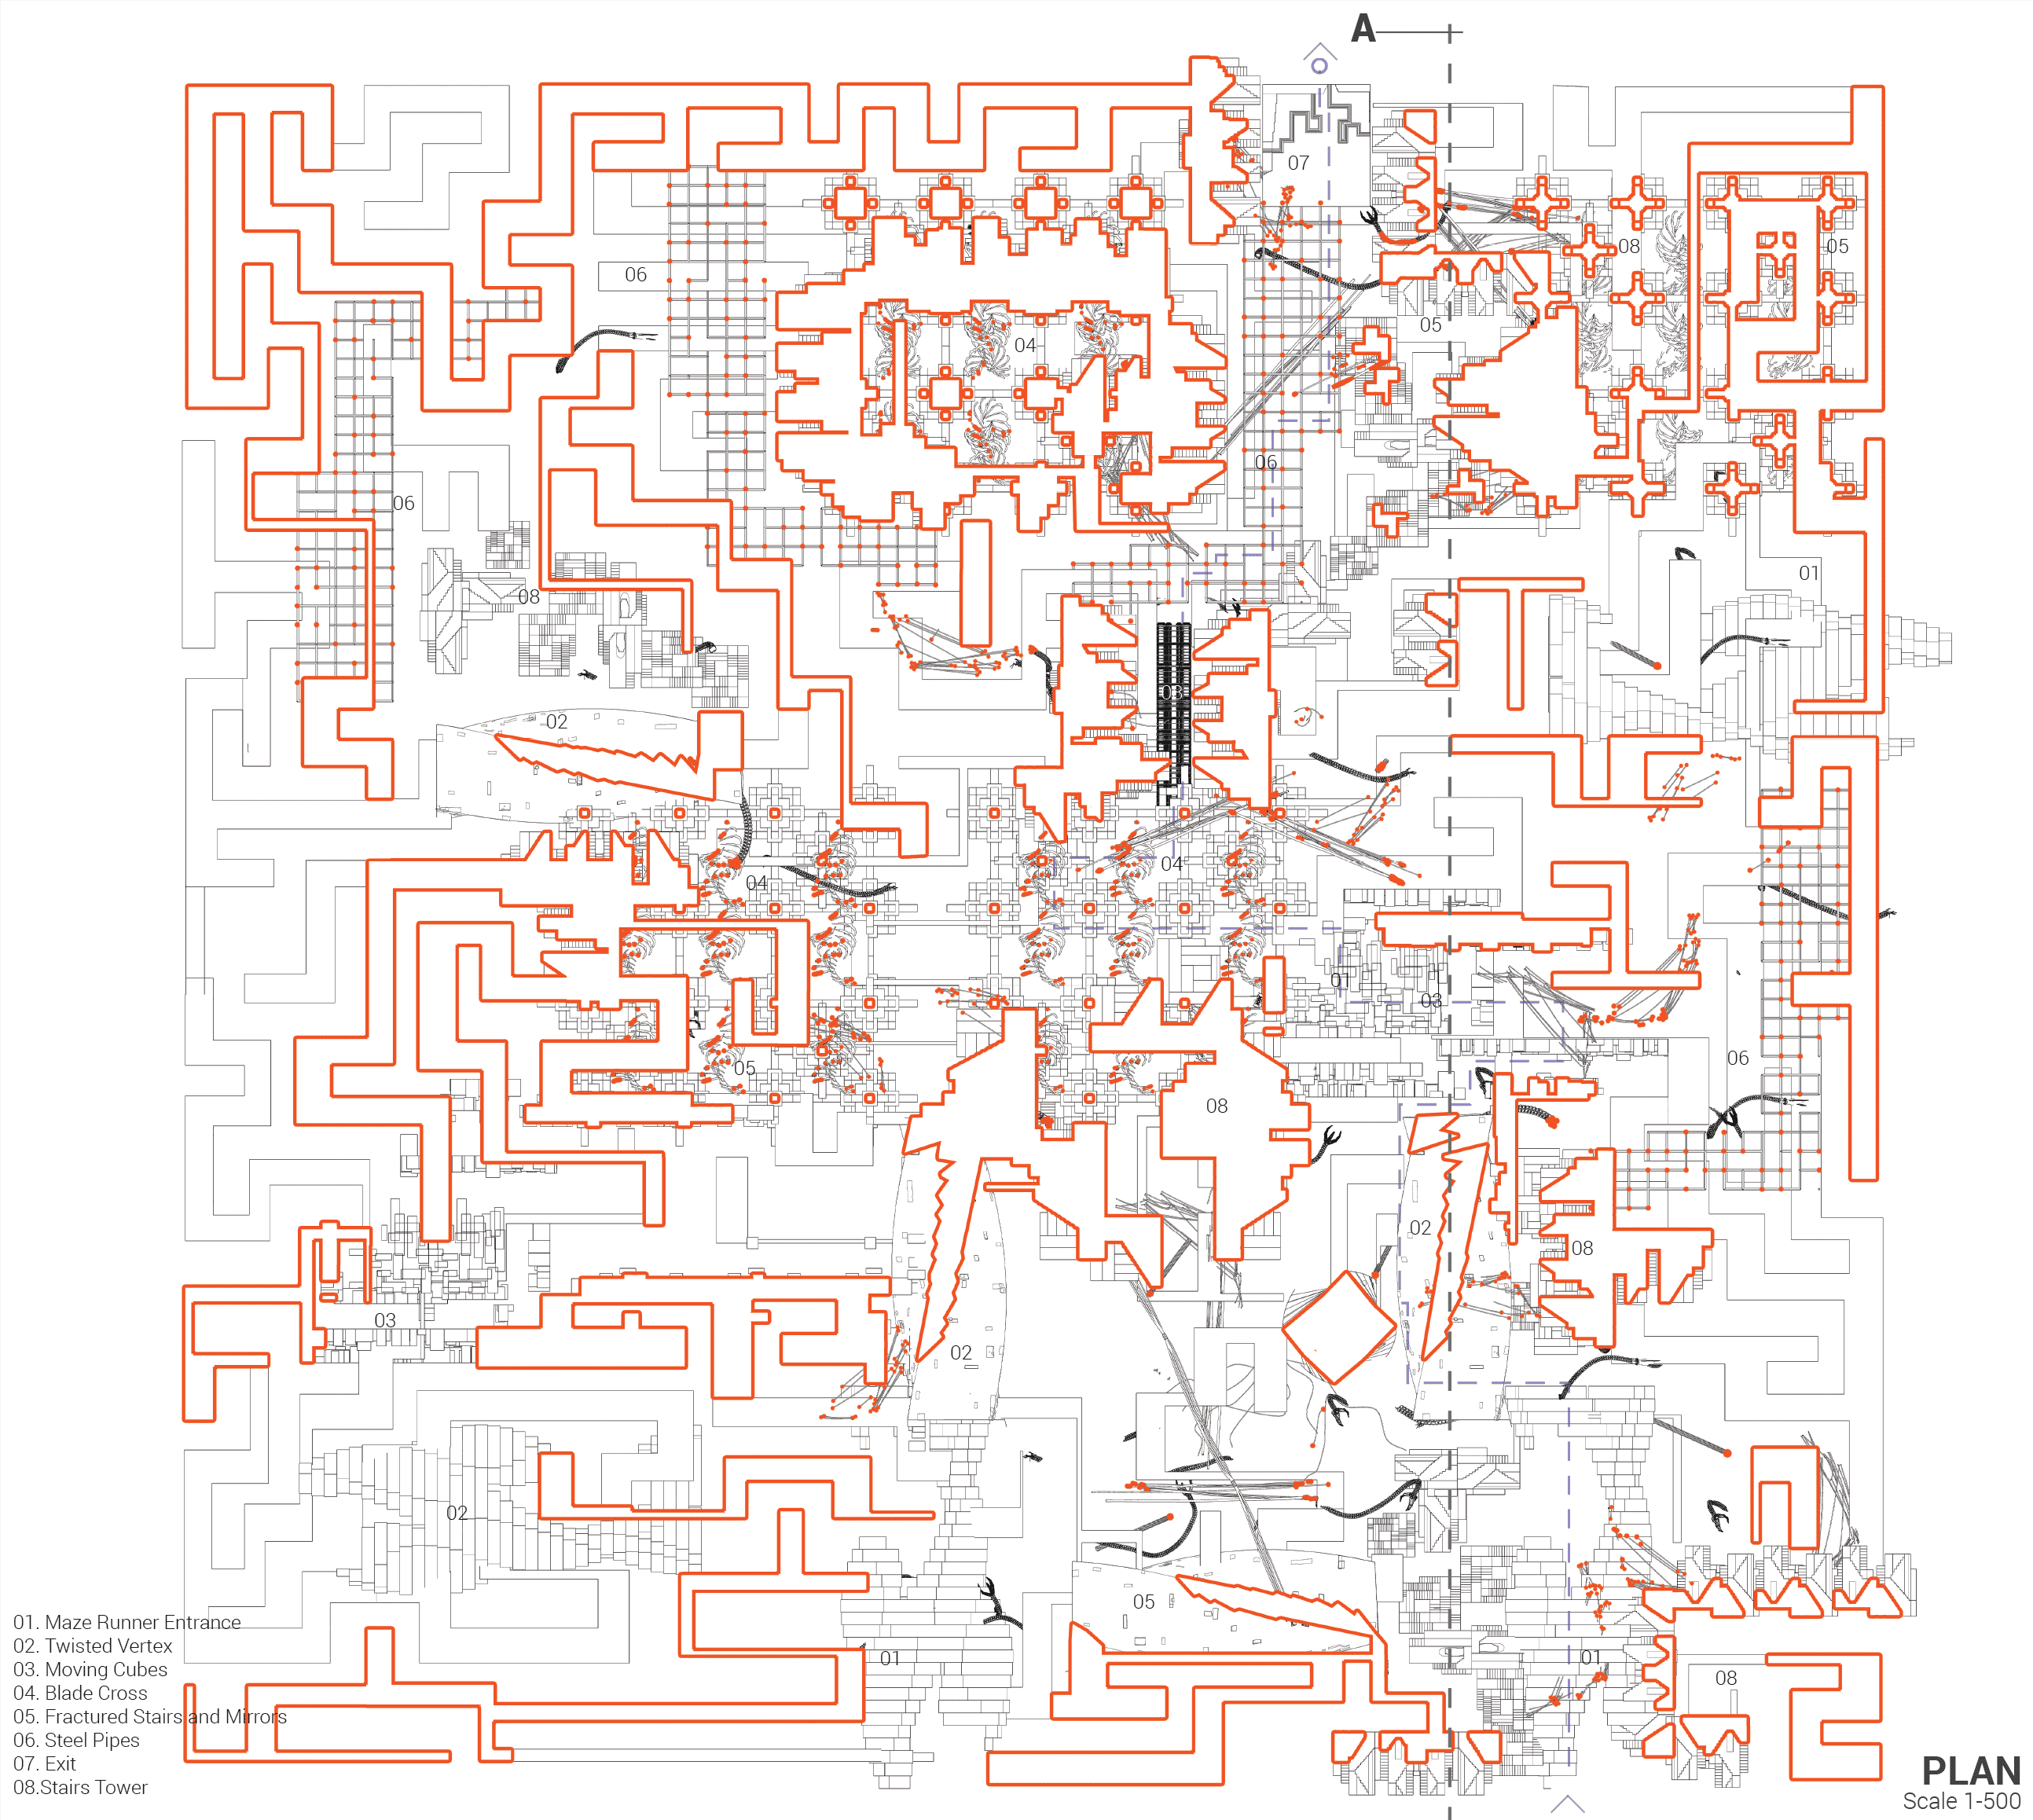 A
07
08
05
06
04
05
06
06
01
08
03
02
04
04
01
03
05
06
08
02
08
03
02
02
05
01
01
08
01. Maze Runner Entrance
02. Twisted Vertex
03. Moving Cubes
04. Blade Cross
05. Fractured Stairs and Mirrors
06. Steel Pipes
07. Exit
08.Stairs Tower
PLAN
Scale 1-500